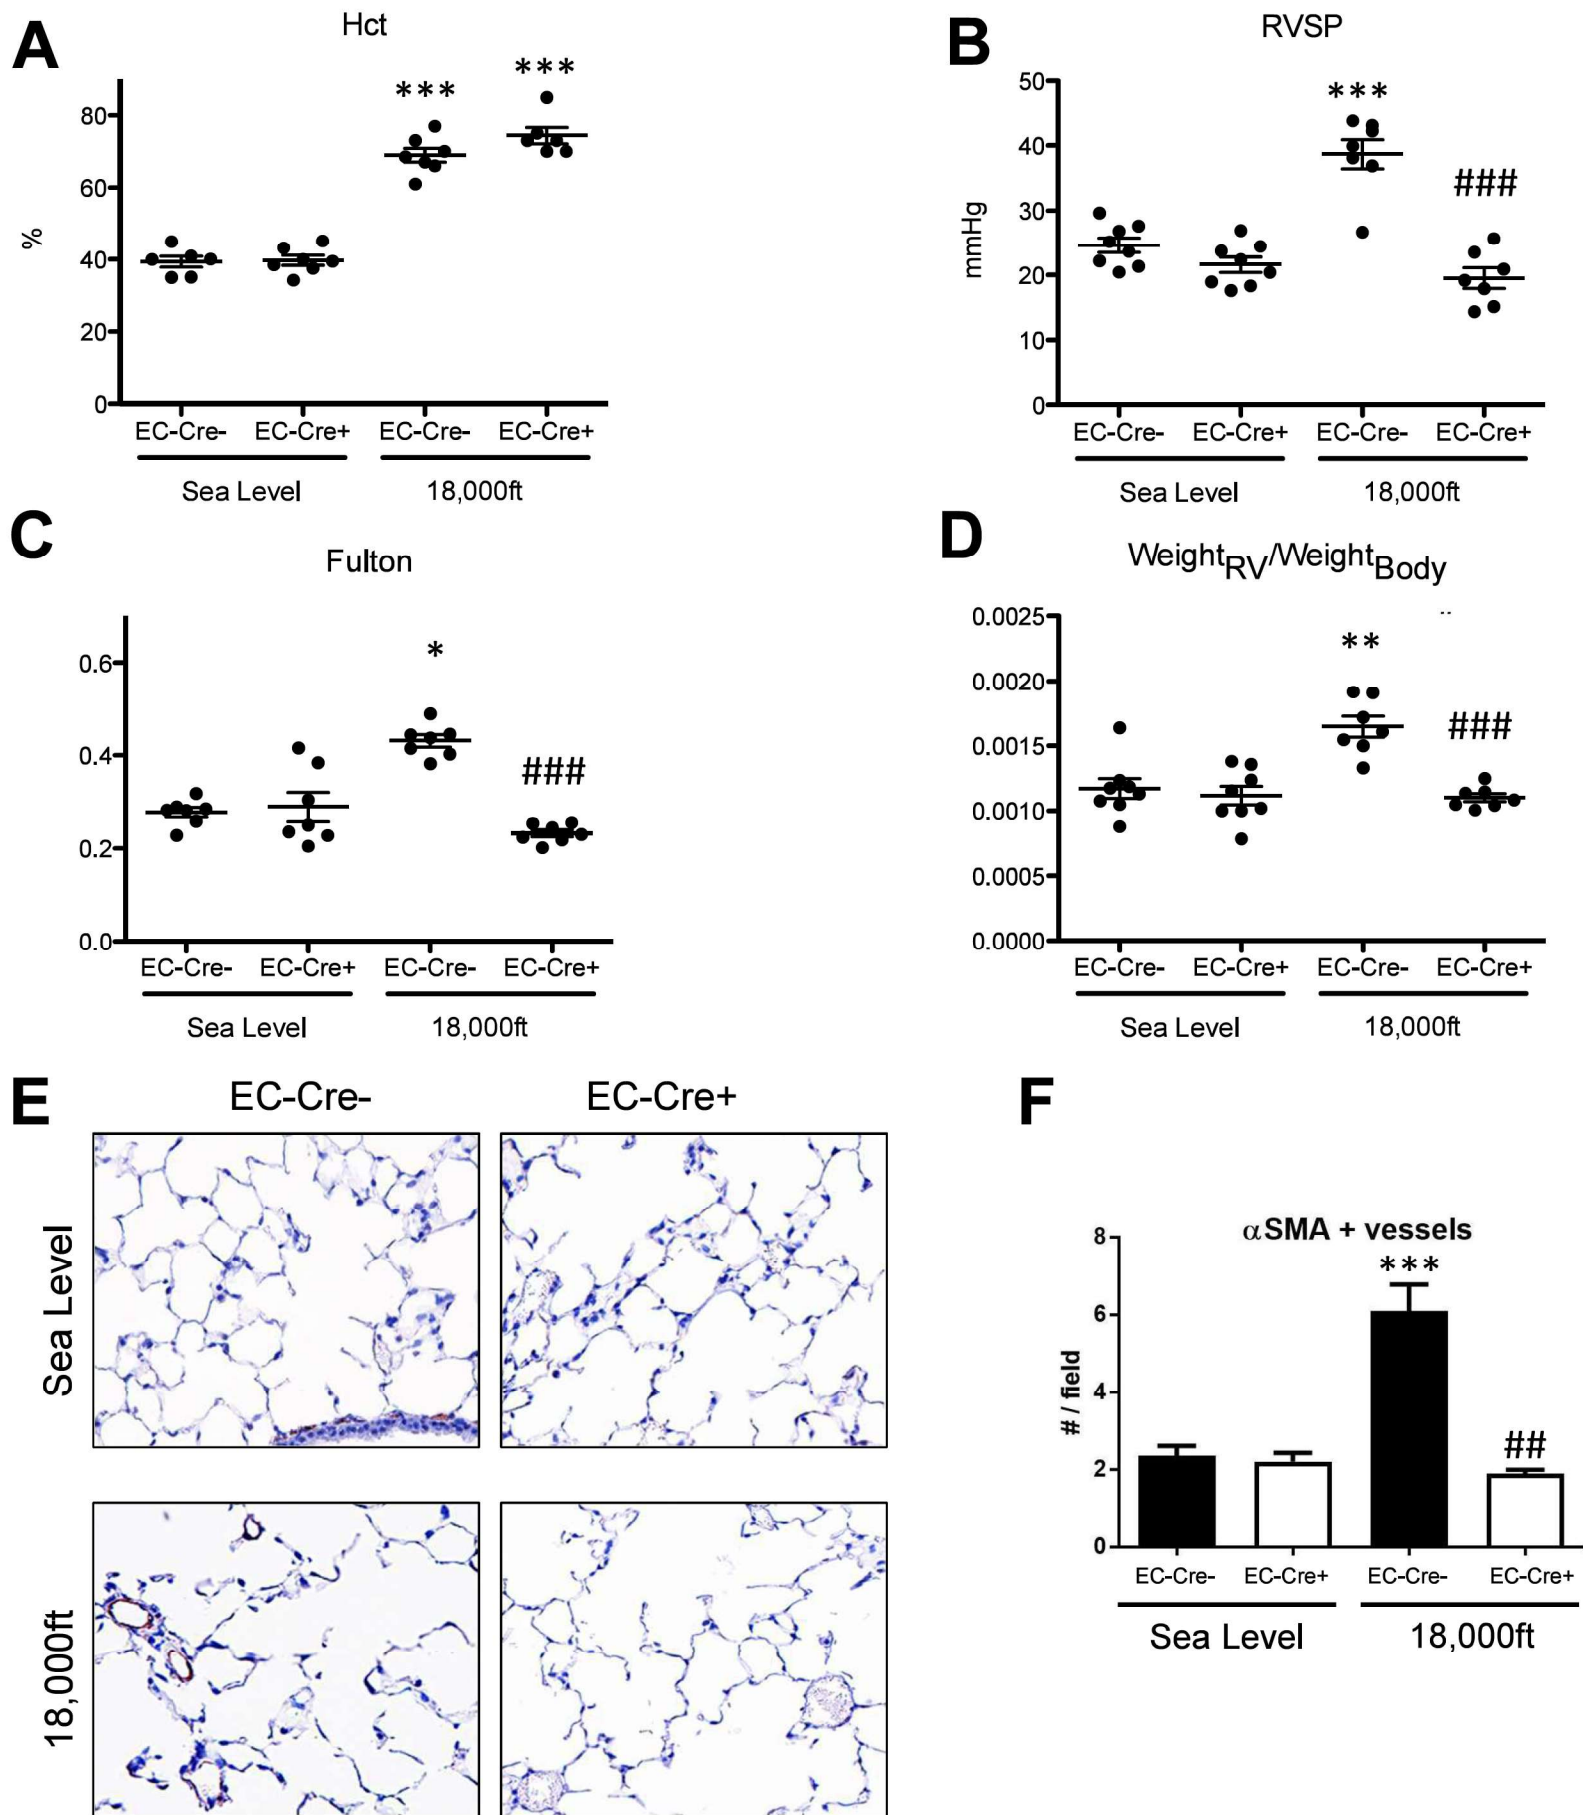 A
Hct
***
***
80
60
%
40
20
0
EC-Cre- EC-Cre+ EC-Cre- EC-Cre+
Sea Level 18,000ft
B
RVSP
50
***
40
###
30
mmHg
20
10
0
EC-Cre- EC-Cre+ EC-Cre- EC-Cre+
Sea Level 18,000ft
C
Fulton
0.6
*
0.4
###
0.2
0.0
EC-Cre- EC-Cre+ EC-Cre- EC-Cre+
Sea Level 18,000ft
D
WeightRV/WeightBody
0.0025
**
0.0020
###
0.0015
0.0010
0.0005
0.0000
EC-Cre- EC-Cre+ EC-Cre- EC-Cre+
Sea Level 18,000ft
E
EC-Cre- EC-Cre+
Sea Level
18,000ft
F
αSMA + vessels
8
***
6
# / field
4
##
2
0
EC-Cre- EC-Cre+ EC-Cre- EC-Cre+
Sea Level 18,000ft